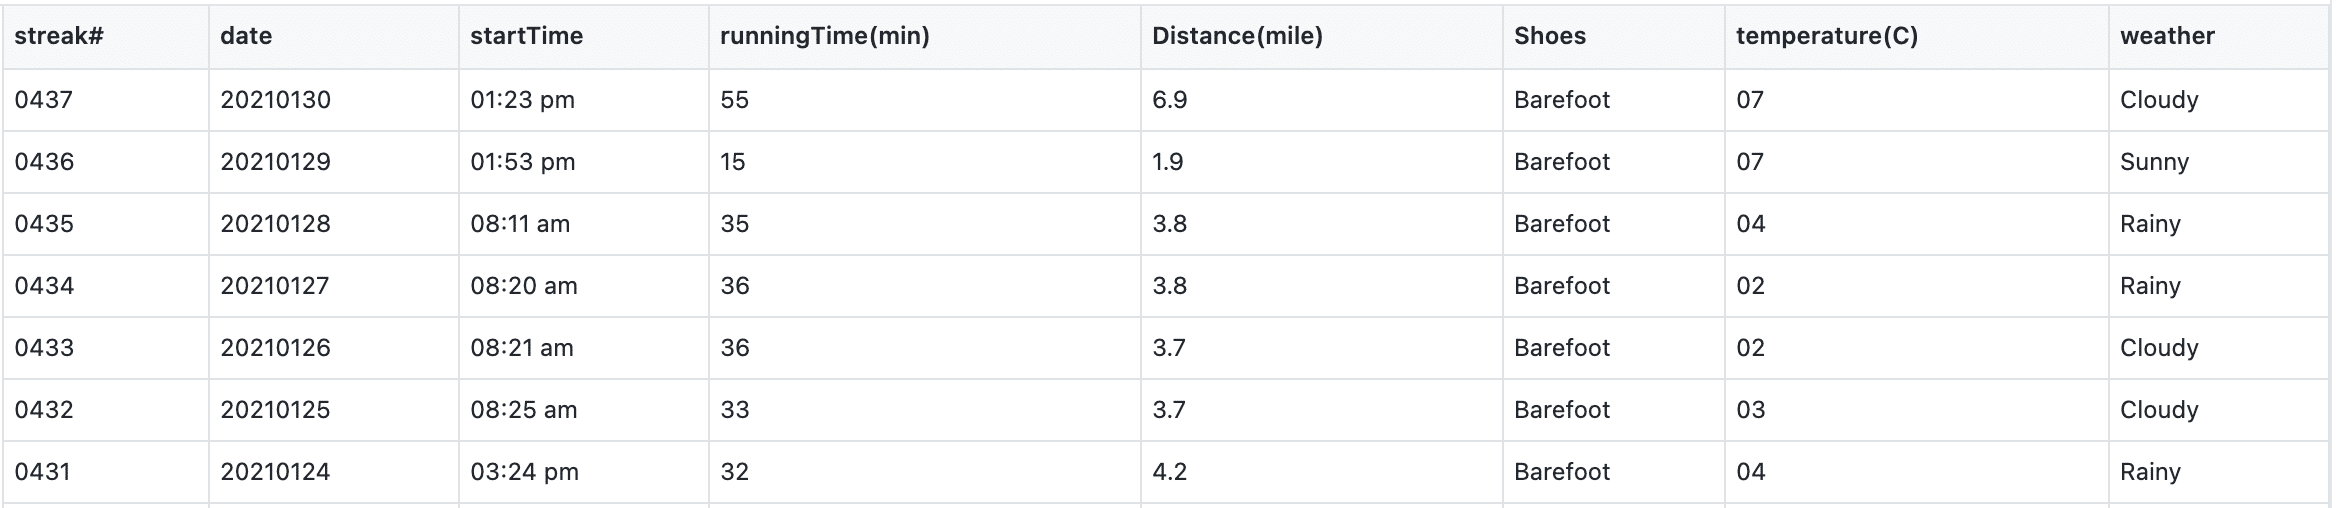 streak# date startTime runningTime(min) Distance(mile) Shoes temperature(C) weather
0437 20210130 01:23 pm 55 6.9 Barefoot 07 Cloudy
0436 20210129 01:53 pm 15 1.9 Barefoot 07 Sunny
0435 20210128 08:11 am 35 3.8 Barefoot 04 Rainy
0434 20210127 08:20 am 36 3.8 Barefoot 02 Rainy
0433 20210126 08:21 am 36 3.7 Barefoot 02 Cloudy
0432 20210125 08:25 am 33 3.7 Barefoot 03 Cloudy
0431 20210124 03:24 pm 32 4.2 Barefoot 04 Rainy